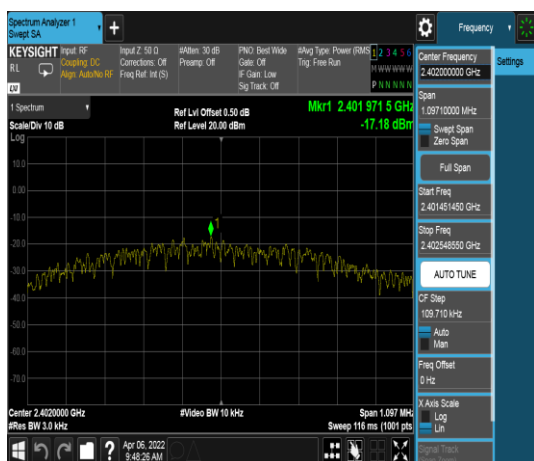 Spectrum Analyzer 1
Swept SA
Frequency
KEYSIGHT
R L
LW
Input: RF
Coupling: DC
Align: Auto/No RF
Input Z: 50 Ω
Corrections: Off
Freq Ref: Int (S)
#Atten: 30 dB
Preamp: Off
PNO: Best Wide
Gate: Off
IF Gain: Low
Sig Track: Off
#Avg Type: Power (RMS
Trig: Free Run
1 2 3 4 5 6
M W W W W W
P N N N N N
Center Frequency
2.402000000 GHz
Settings
Span
1.09710000 MHz
Swept Span
Zero Span
Full Span
Start Freq
2.401451450 GHz
Stop Freq
2.402548550 GHz
AUTO TUNE
CF Step
109.710 kHz
Auto
Man
Freq Offset
0 Hz
X Axis Scale
Log
Lin
Signal Track
1 Spectrum
Scale/Div 10 dB
Log
Ref Lvl Offset 0.50 dB
Ref Level 20.00 dBm
Mkr1 2.401 971 5 GHz
-17.18 dBm
10.0
0.00
-10.0
-20.0
-30.0
-40.0
-50.0
-60.0
-70.0
1
Center 2.4020000 GHz
#Res BW 3.0 kHz
#Video BW 10 kHz
Span 1.097 MHz
Sweep 116 ms (1001 pts
?
Apr 06, 2022
9:48:26 AM